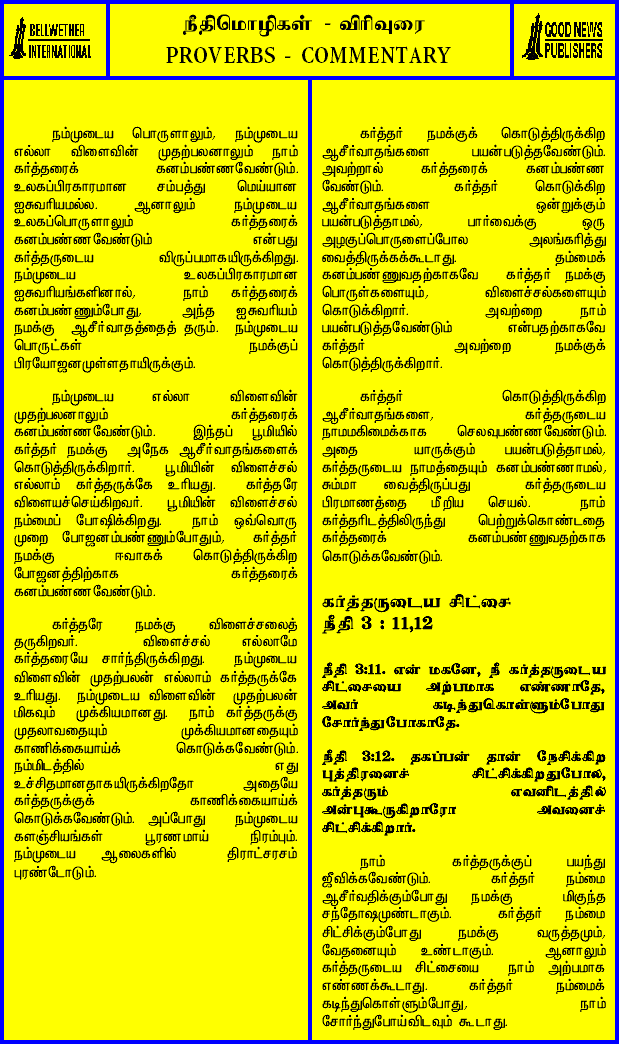 BELLWETHER
INTERNATIONAL
நீதிமொழிகள் - விரிவுரை
PROVERBS - COMMENTARY
GOOD NEWS
PUBLISHERS
நம்முடைய பொருளாலும், நம்முடைய
எல்லா விளைவின் முதற்பலனாலும் நாம்
கர்த்தரைக் கனம்பண்ணவேண்டும்.
உலகப்பிரகாரமான சம்பத்து மெய்யான
ஐசுவரியமல்ல. ஆனாலும் நம்முடைய
உலகப்பொருளாலும் கர்த்தரைக்
கனம்பண்ணவேண்டும் என்பது
கர்த்தருடைய விருப்பமாகயிருக்கிறது.
நம்முடைய உலகப்பிரகாரமான
ஐசுவரியங்களினால், நாம் கர்த்தரைக்
கனம்பண்ணும்போது, அந்த ஐசுவரியம்
நமக்கு ஆசீர்வாதத்தைத் தரும். நம்முடைய
பொருட்கள் நமக்குப்
பிரயோஜனமுள்ளதாயிருக்கும்.
நம்முடைய எல்லா விளைவின்
முதற்பலனாலும் கர்த்தரைக்
கனம்பண்ணவேண்டும். இந்தப் பூமியில்
கர்த்தர் நமக்கு அநேக ஆசீர்வாதங்களைக்
கொடுத்திருக்கிறார். பூமியின் விளைச்சல்
எல்லாம் கர்த்தருக்கே உரியது. கர்த்தரே
விளையச்செய்கிறவர். பூமியின் விளைச்சல்
நம்மைப் போஷிக்கிறது. நாம் ஒவ்வொரு
முறை போஜனம்பண்ணும்போதும், கர்த்தர்
நமக்கு ஈவாகக் கொடுத்திருக்கிற
போஜனத்திற்காக கர்த்தரைக்
கனம்பண்ணவேண்டும்.
கர்த்தரே நமக்கு விளைச்சலைத்
தருகிறவர். விளைச்சல் எல்லாமே
கர்த்தரையே சார்ந்திருக்கிறது. நம்முடைய
விளைவின் முதற்பலன் எல்லாம் கர்த்தருக்கே
உரியது. நம்முடைய விளைவின் முதற்பலன்
மிகவும் முக்கியமானது. நாம் கர்த்தருக்கு
முதலாவதையும் முக்கியமானதையும்
காணிக்கையாய்க் கொடுக்கவேண்டும்.
நம்மிடத்தில் எது
உச்சிதமானதாகயிருக்கிறதோ அதையே
கர்த்தருக்குக் காணிக்கையாய்க்
கொடுக்கவேண்டும். அப்போது நம்முடைய
களஞ்சியங்கள் பூரணமாய் நிரம்பும்.
நம்முடைய ஆலைகளில் திராட்சரசம்
புரண்டோடும்.
கர்த்தர் நமக்குக் கொடுத்திருக்கிற
ஆசீர்வாதங்களை பயன்படுத்தவேண்டும்.
அவற்றால் கர்த்தரைக் கனம்பண்ண
வேண்டும். கர்த்தர் கொடுக்கிற
ஆசீர்வாதங்களை ஒன்றுக்கும்
பயன்படுத்தாமல், பார்வைக்கு ஒரு
அழகுப்பொருளைப்போல அலங்கரித்து
வைத்திருக்கக்கூடாது. தம்மைக்
கனம்பண்ணுவதற்காகவே கர்த்தர் நமக்கு
பொருள்களையும், விளைச்சல்களையும்
கொடுக்கிறார். அவற்றை நாம்
பயன்படுத்தவேண்டும் என்பதற்காகவே
கர்த்தர் அவற்றை நமக்குக்
கொடுத்திருக்கிறார்.
கர்த்தர் கொடுத்திருக்கிற
ஆசீர்வாதங்களை, கர்த்தருடைய
நாமமகிமைக்காக செலவுபண்ணவேண்டும்.
அதை யாருக்கும் பயன்படுத்தாமல்,
கர்த்தருடைய நாமத்தையும் கனம்பண்ணாமல்,
சும்மா வைத்திருப்பது கர்த்தருடைய
பிரமாணத்தை மீறிய செயல். நாம்
கர்த்தரிடத்திலிருந்து பெற்றுக்கொண்டதை
கர்த்தரைக் கனம்பண்ணுவதற்காக
கொடுக்கவேண்டும்.
கர்த்தருடைய சிட்சை
நீதி 3 : 11,12
நீதி 3:11. என் மகனே, நீ கர்த்தருடைய
சிட்சையை அற்பமாக எண்ணாதே,
அவர் கடிந்துகொள்ளும்போது
சோர்ந்துபோகாதே.
நீதி 3:12. தகப்பன் தான் நேசிக்கிற
புத்திரனைச் சிட்சிக்கிறதுபோல,
கர்த்தரும் எவனிடத்தில்
அன்புகூருகிறாரோ அவனைச்
சிட்சிக்கிறார்.
நாம் கர்த்தருக்குப் பயந்து
ஜீவிக்கவேண்டும். கர்த்தர் நம்மை
ஆசீர்வதிக்கும்போது நமக்கு மிகுந்த
சந்தோஷமுண்டாகும். கர்த்தர் நம்மை
சிட்சிக்கும்போது நமக்கு வருத்தமும்,
வேதனையும் உண்டாகும். ஆனாலும்
கர்த்தருடைய சிட்சையை நாம் அற்பமாக
எண்ணக்கூடாது. கர்த்தர் நம்மைக்
கடிந்துகொள்ளும்போது, நாம்
சோர்ந்துபோய்விடவும் கூடாது.